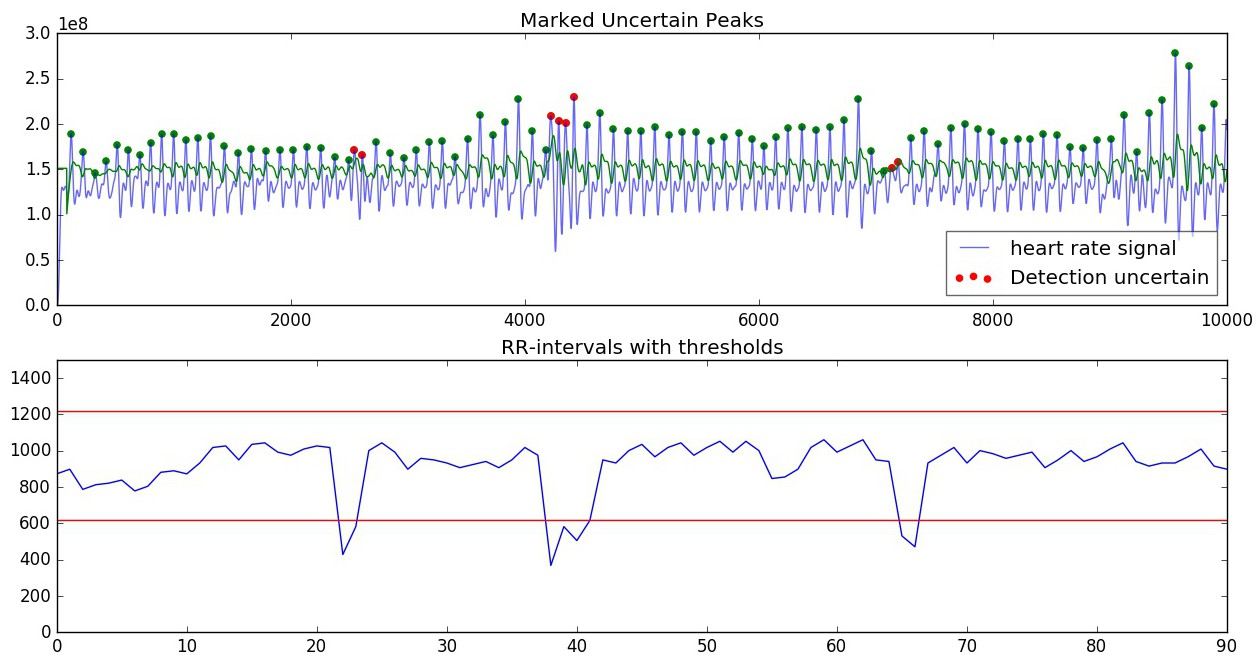 Marked Uncertain Peaks
1e8
3.0
2.5
2.0
1.5
1.0
0.5
0.0
heart rate signal
Detection uncertain
0 2000 4000 6000 8000 10000
RR-intervals with thresholds
1400
1200
1000
800
600
400
200
0
0 10 20 30 40 50 60 70 80 90